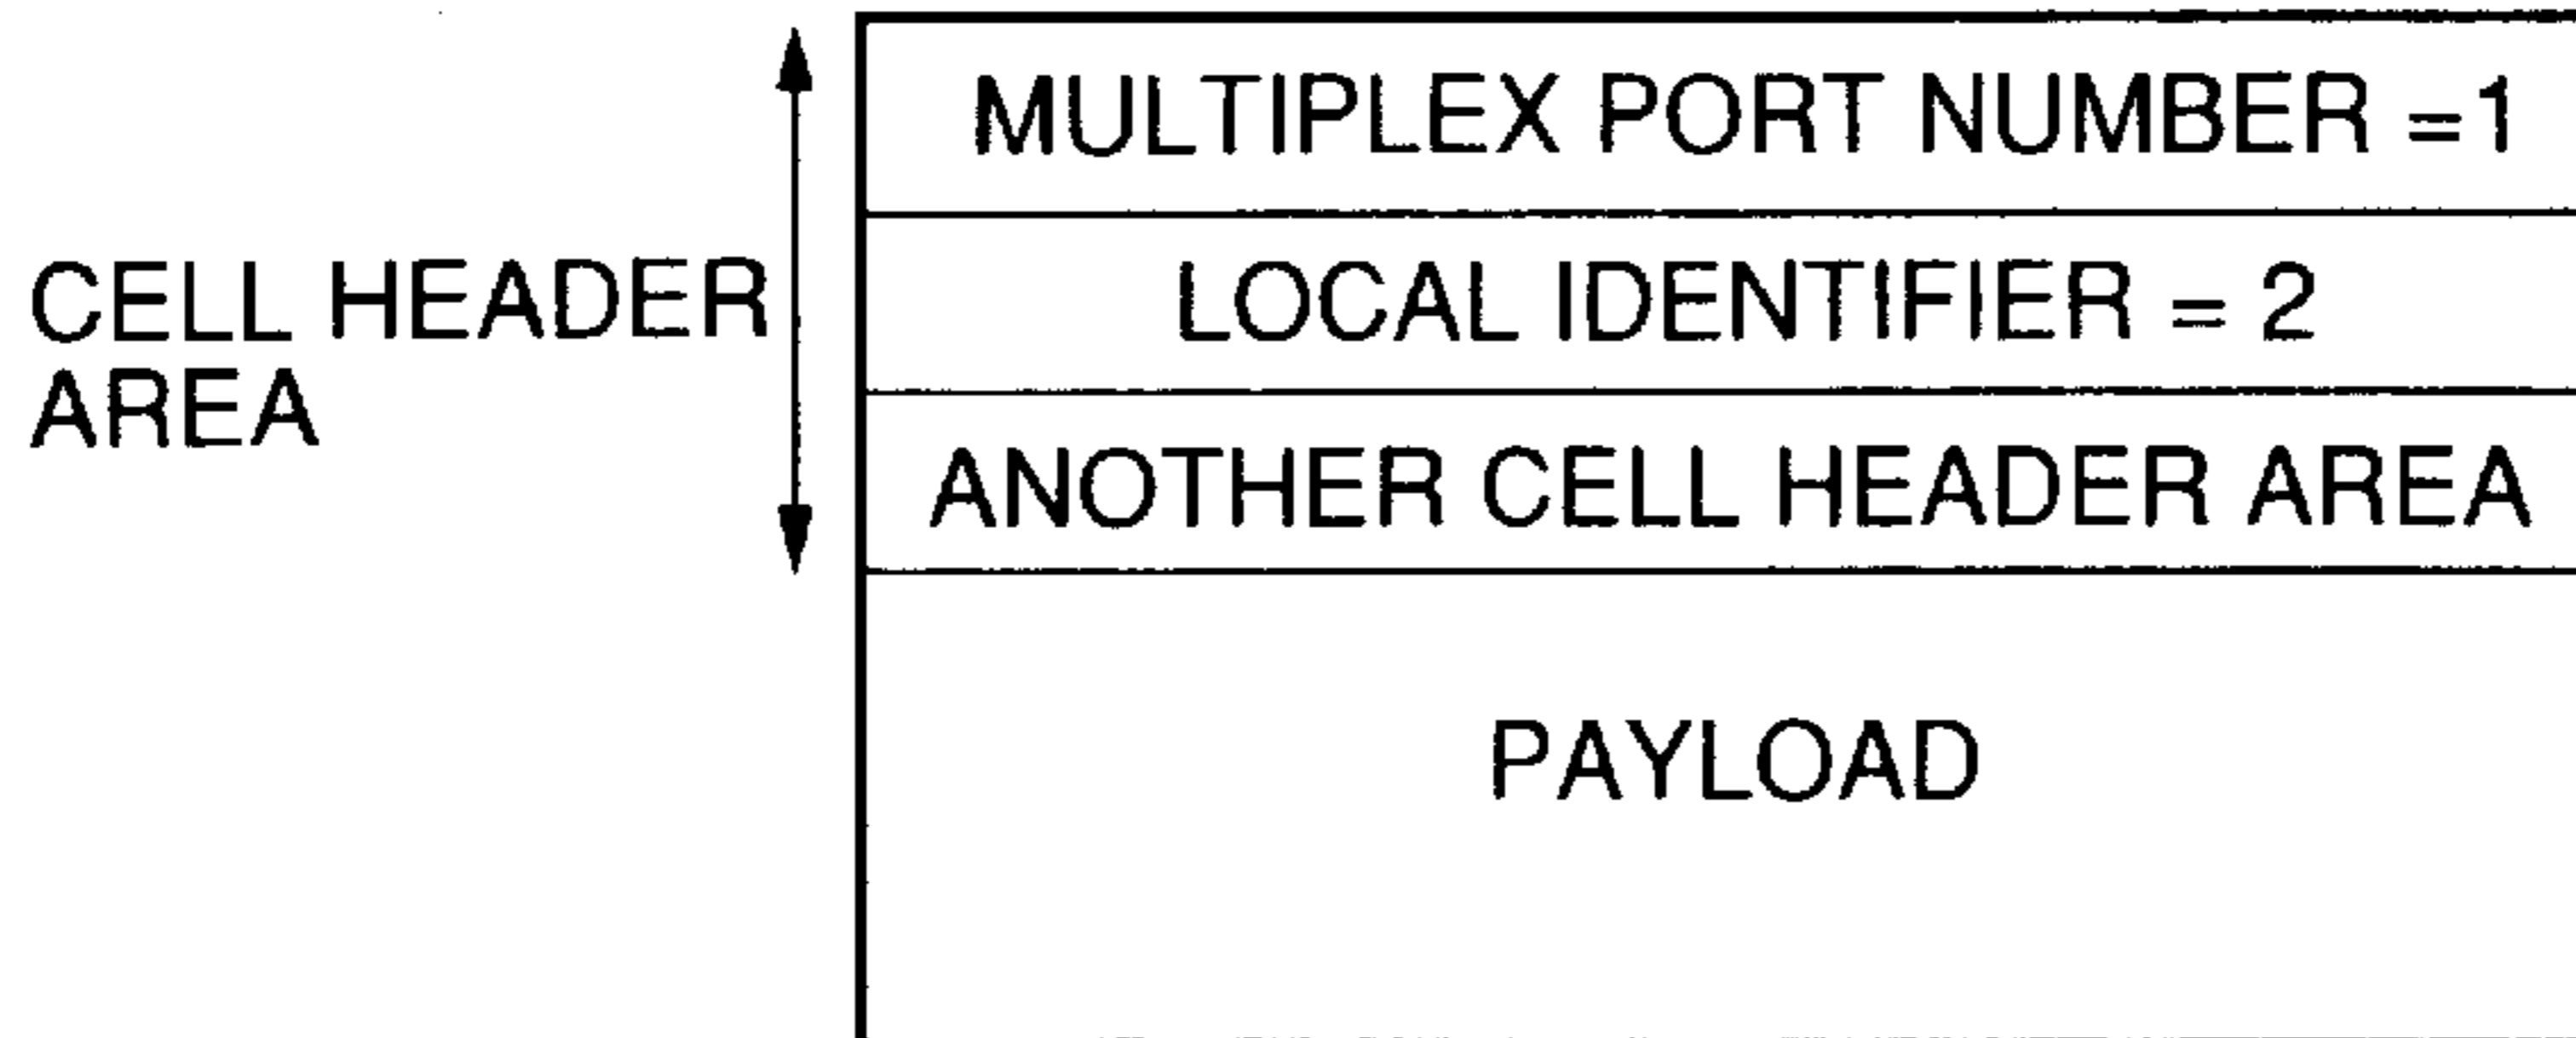 MULTIPLEX PORT NUMBER =1
CELL HEADER
AREA
LOCAL IDENTIFIER = 2
ANOTHER CELL HEADER AREA
PAYLOAD